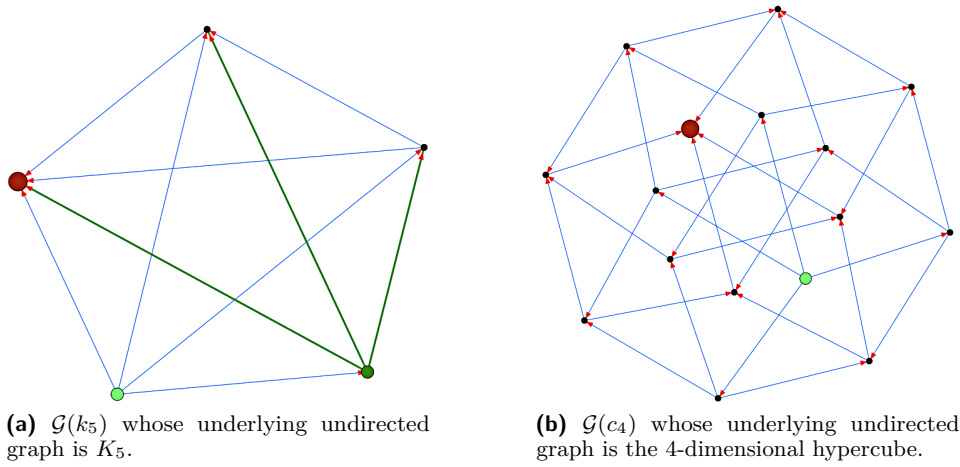 (a) 𝒢(k₅) whose underlying undirected
graph is K₅.
(b) 𝒢(c₄) whose underlying undirected
graph is the 4-dimensional hypercube.